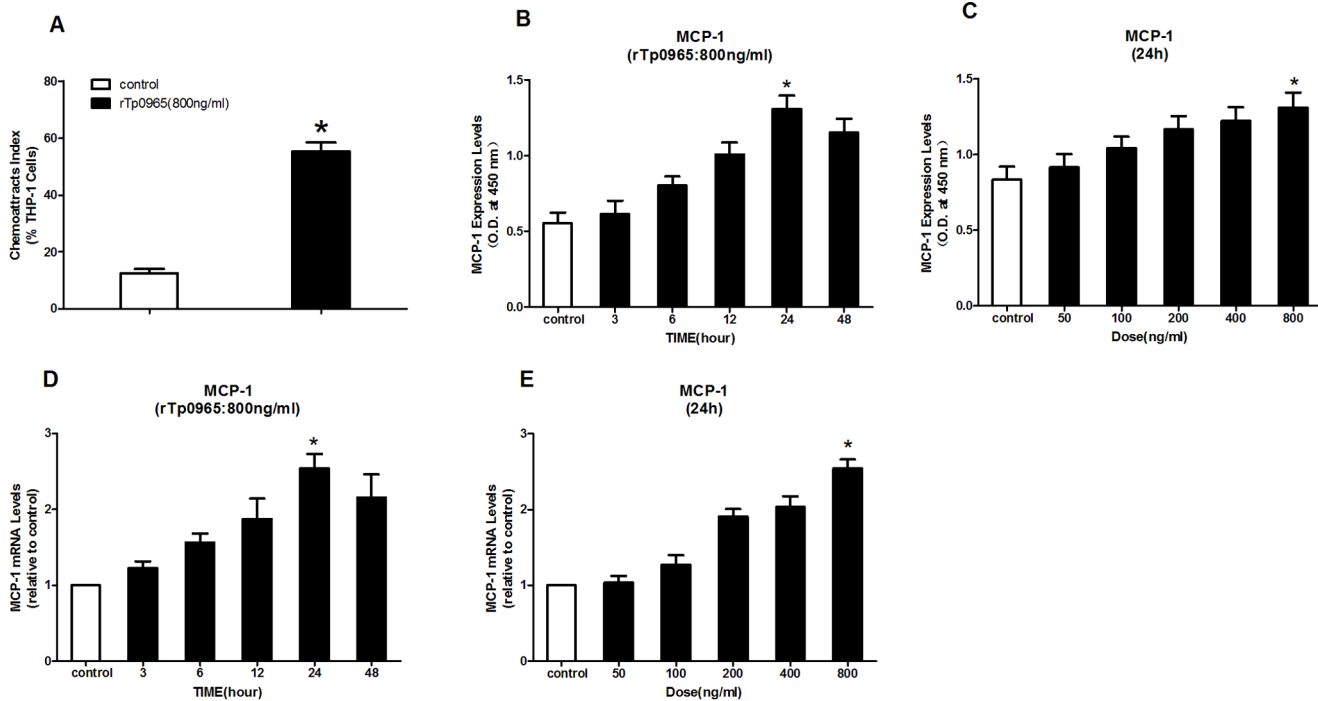 A
control
rTp0965(800ng/ml)
Chemoattracts Index
(% THP-1 Cells)
80
60
40
20
0
*
B
MCP-1
(rTp0965:800ng/ml)
MCP-1 Expression Levels
(O.D. at 450 nm)
1.5
1.0
0.5
0.0
*
control 3 6 12 24 48
TIME(hour)
C
MCP-1
(24h)
MCP-1 Expression Levels
(O.D. at 450 nm)
1.5
1.0
0.5
0.0
*
control 50 100 200 400 800
Dose(ng/ml)
D
MCP-1
(rTp0965:800ng/ml)
MCP-1 mRNA Levels
(relative to control)
3
2
1
0
*
control 3 6 12 24 48
TIME(hour)
E
MCP-1
(24h)
MCP-1 mRNA Levels
(relative to control)
3
2
1
0
*
control 50 100 200 400 800
Dose(ng/ml)